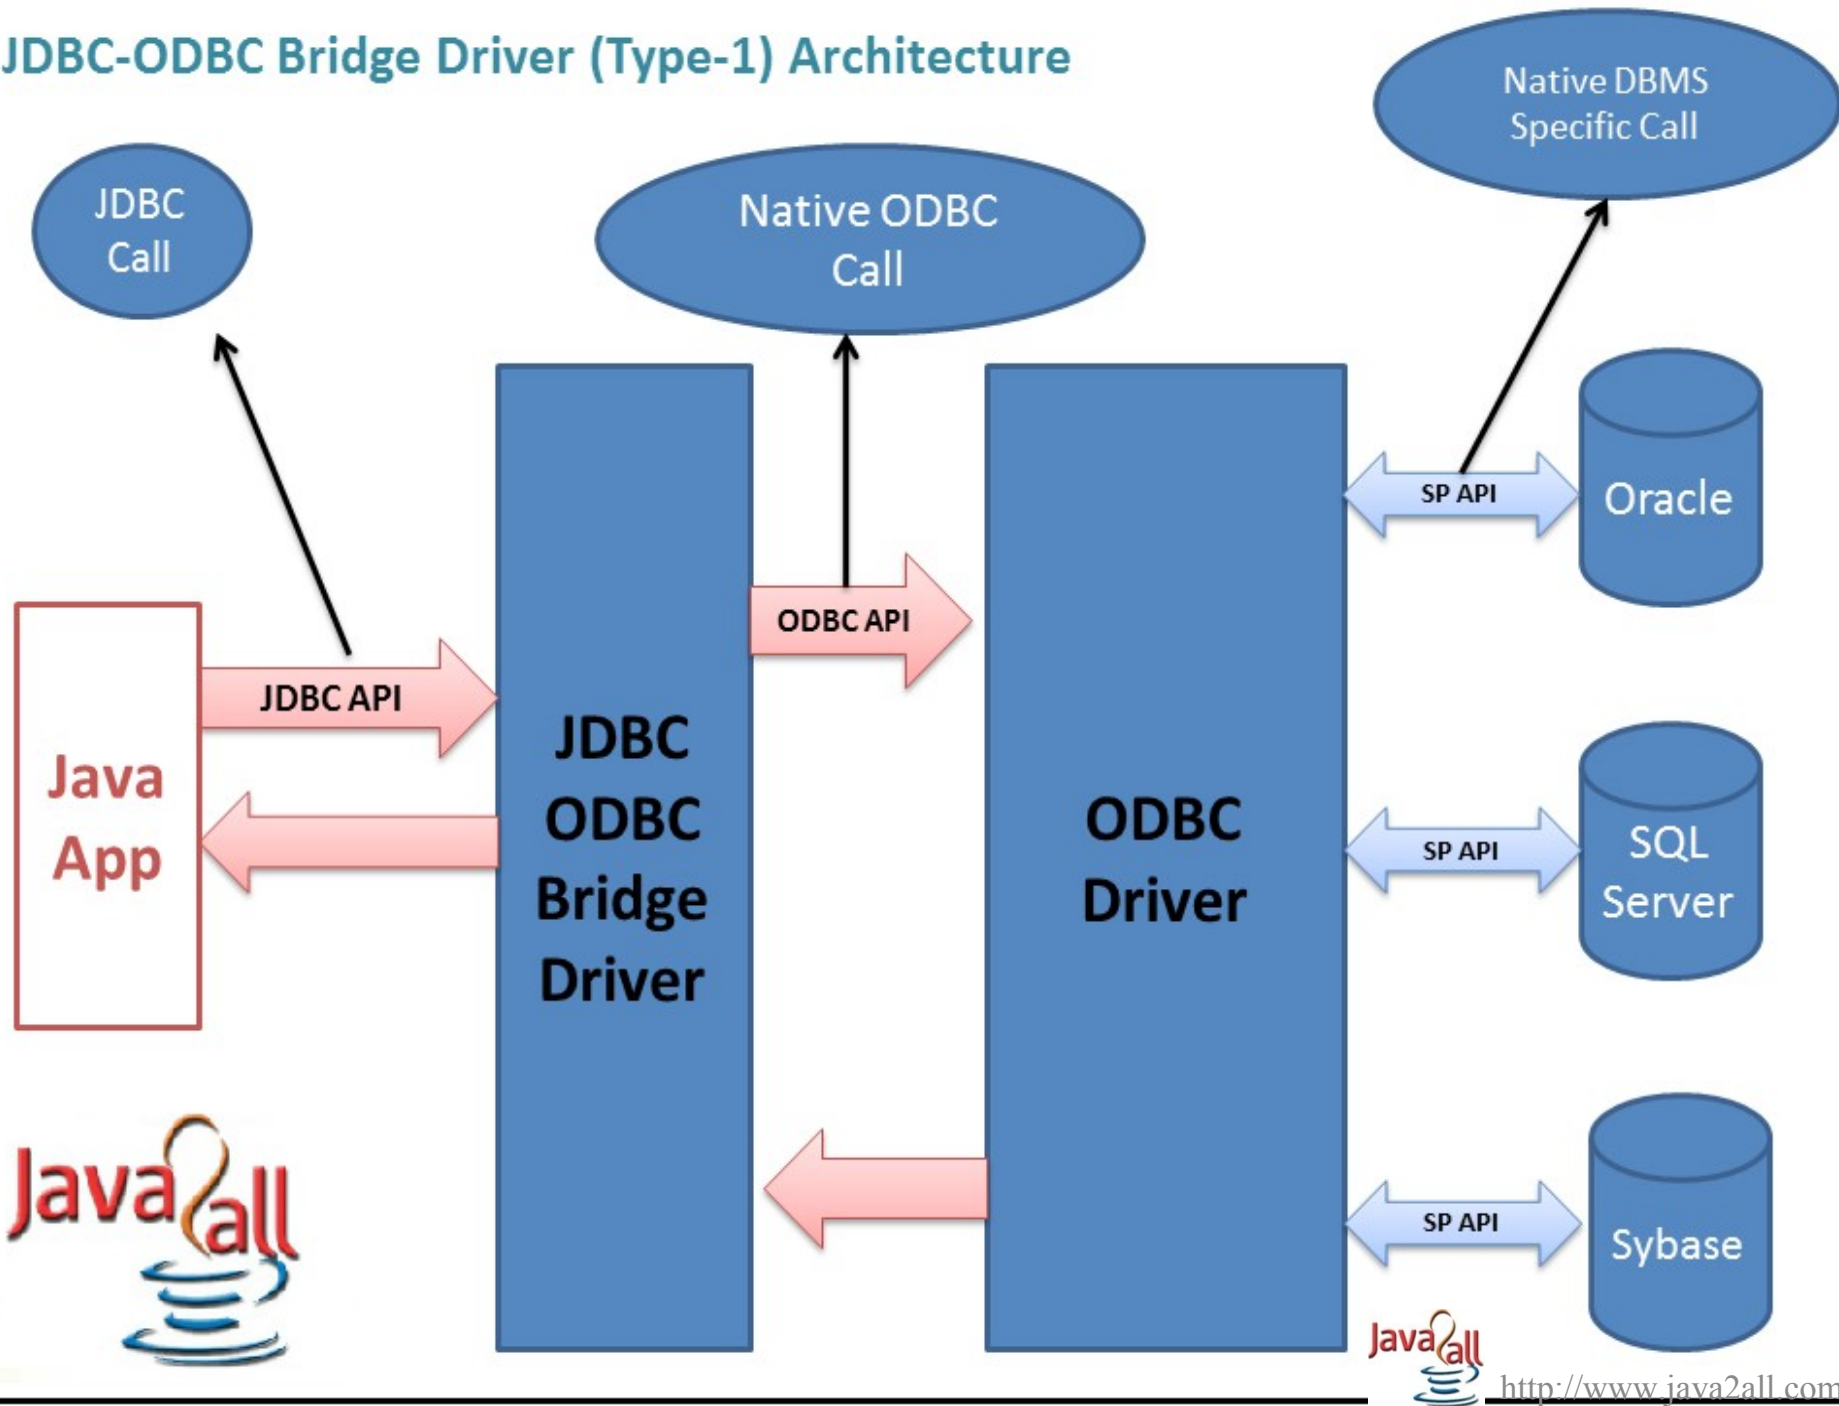 JDBC-ODBC Bridge Driver (Type-1) Architecture
Native DBMS
Specific Call
JDBC
Call
Native ODBC
Call
SP API
Oracle
ODBC API
JDBC API
Java
App
JDBC
ODBC
Bridge
Driver
ODBC
Driver
SP API
SQL
Server
SP API
Sybase
Java2all
Java2all
http://www.java2all.com